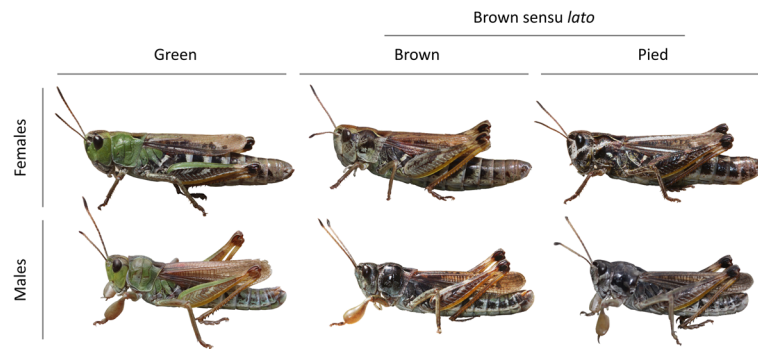 Brown sensu lato
Green
Brown
Pied
Females
Males